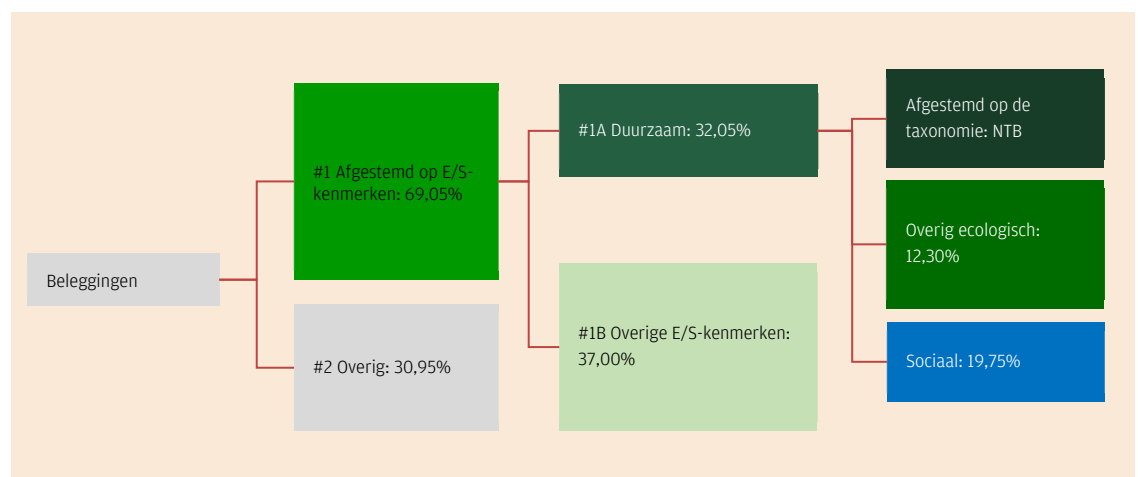 Beleggingen
#1 Afgestemd op E/S-
kenmerken: 69,05%
#2 Overig: 30,95%
#1A Duurzaam: 32,05%
#1B Overige E/S-kenmerken:
37,00%
Afgestemd op de
taxonomie: NTB
Overig ecologisch:
12,30%
Sociaal: 19,75%